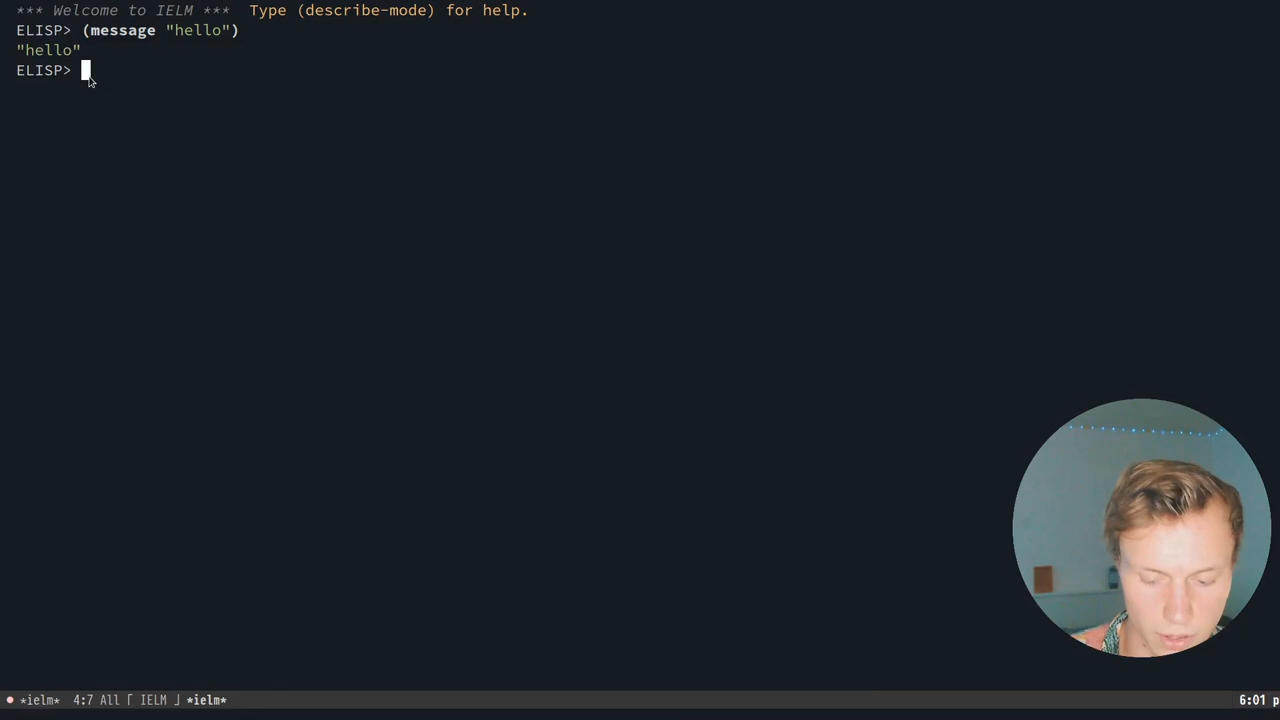 *** Welcome to IELM ***  Type (describe-mode) for help.
ELISP> (message "hello")
"hello"
ELISP>
*ielm*  4:7 All ⌈ IELM ⌋ *ielm*
6:01 p